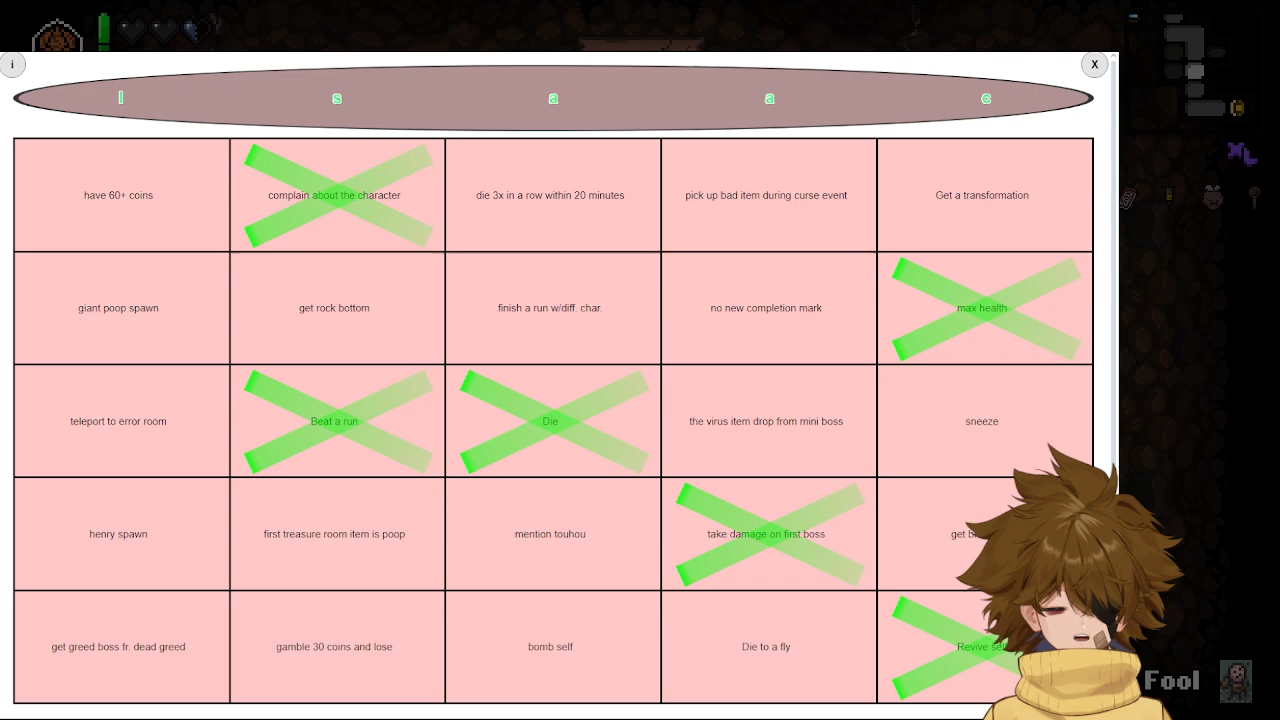 i
X
I s a a c
have 60+ coins
complain about the character
die 3x in a row within 20 minutes
pick up bad item during curse event
Get a transformation
giant poop spawn
get rock bottom
finish a run w/diff. char.
no new completion mark
max health
teleport to error room
Beat a run
Die
the virus item drop from mini boss
sneeze
henry spawn
first treasure room item is poop
mention touhou
take damage on first boss
get
get greed boss fr. dead greed
gamble 30 coins and lose
bomb self
Die to a fly
Revive self
Fool